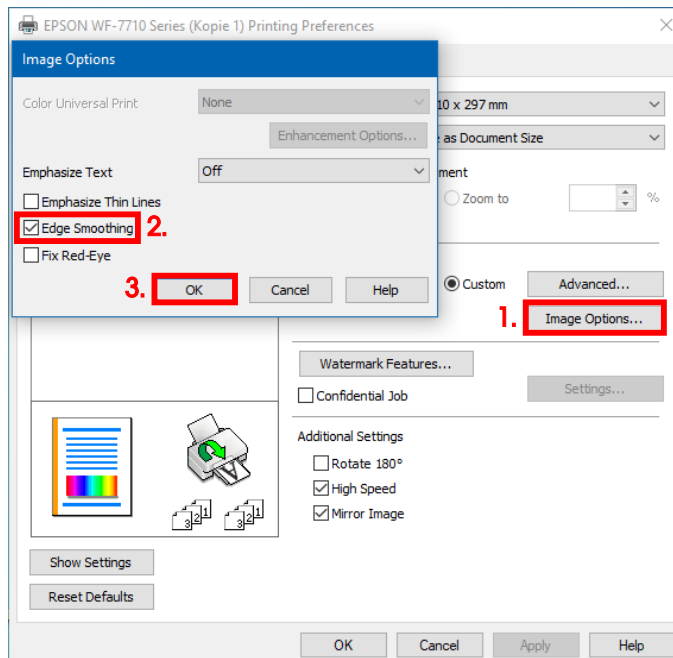 EPSON WF-7710 Series (Kopie 1) Printing Preferences
Image Options
Color Universal Print None
10 x 297 mm
Enhancement Options...
as Document Size
Emphasize Text Off
ment
Emphasize Thin Lines
Zoom to %
Edge Smoothing 2.
Fix Red-Eye
3. OK Cancel Help
Custom Advanced...
1. Image Options...
Watermark Features...
Confidential Job Settings...
Additional Settings
Rotate 180°
High Speed
Mirror Image
321 321
Show Settings
Reset Defaults
OK Cancel Apply Help